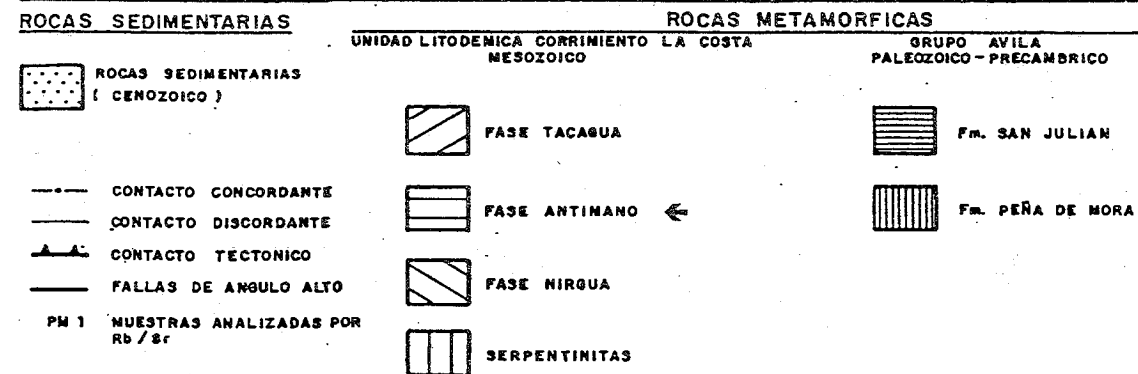 ROCAS SEDIMENTARIAS
ROCAS SEDIMENTARIAS
( CENOZOICO )
CONTACTO CONCORDANTE
CONTACTO DISCORDANTE
CONTACTO TECTONICO
FALLAS DE ANGULO ALTO
PM 1 MUESTRAS ANALIZADAS POR
Rb / Sr
ROCAS METAMORFICAS
UNIDAD LITODEMICA CORRIMIENTO LA COSTA
MESOZOICO
FASE TACAGUA
FASE ANTIMANO
FASE NIRGUA
SERPENTINITAS
GRUPO AVILA
PALEOZOICO - PRECAMBRICO
Fm. SAN JULIAN
Fm. PEÑA DE MORA